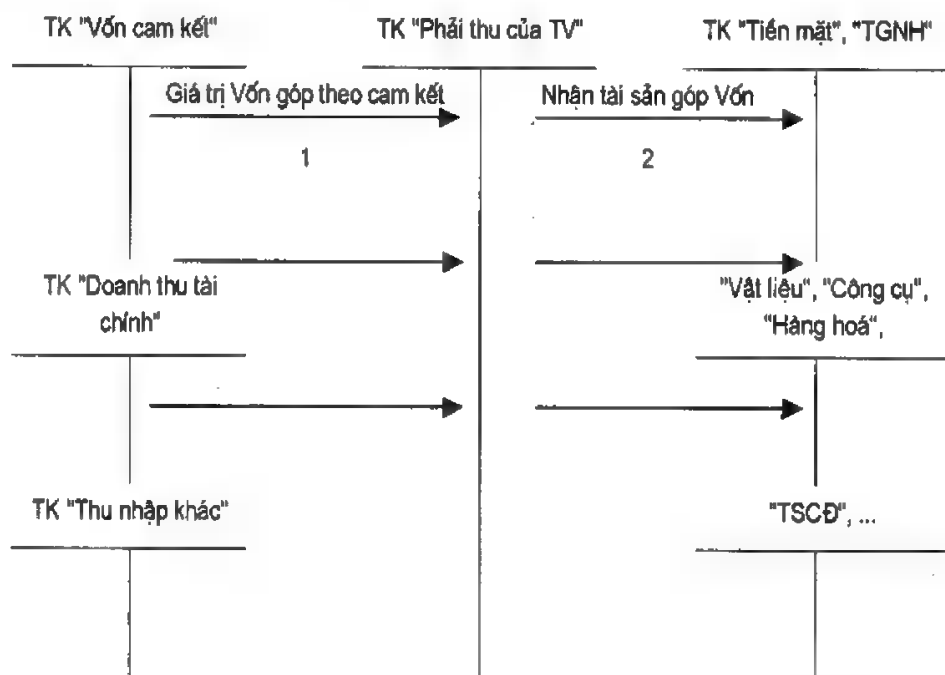 TK "Vốn cam kết"
TK "Phải thu của TV"
TK "Tiền mặt", "TGNH"
Giá trị Vốn góp theo cam kết
Nhận tài sản góp Vốn
1
2
TK "Doanh thu tài
chính"
"Vật liệu", "Công cụ",
"Hàng hoá",
TK "Thu nhập khác"
"TSCĐ", ...